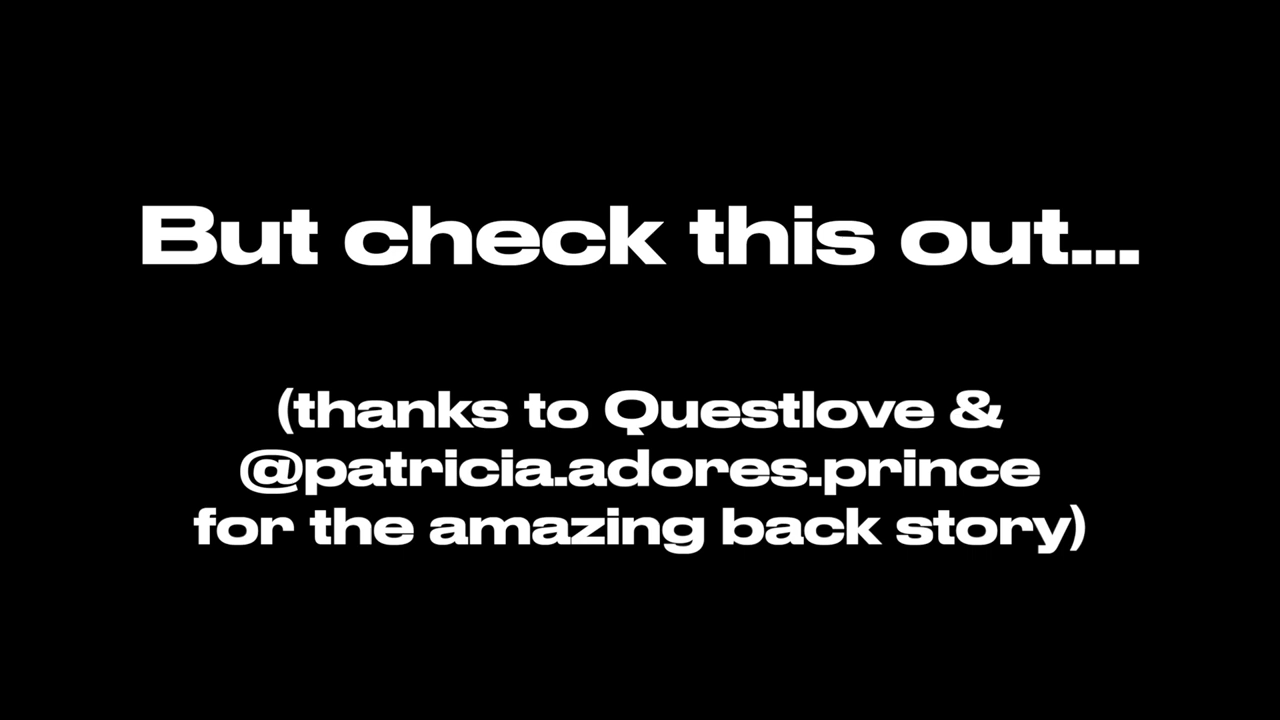 But check this out...
(thanks to Questlove &
@patricia.adores.prince
for the amazing back story)